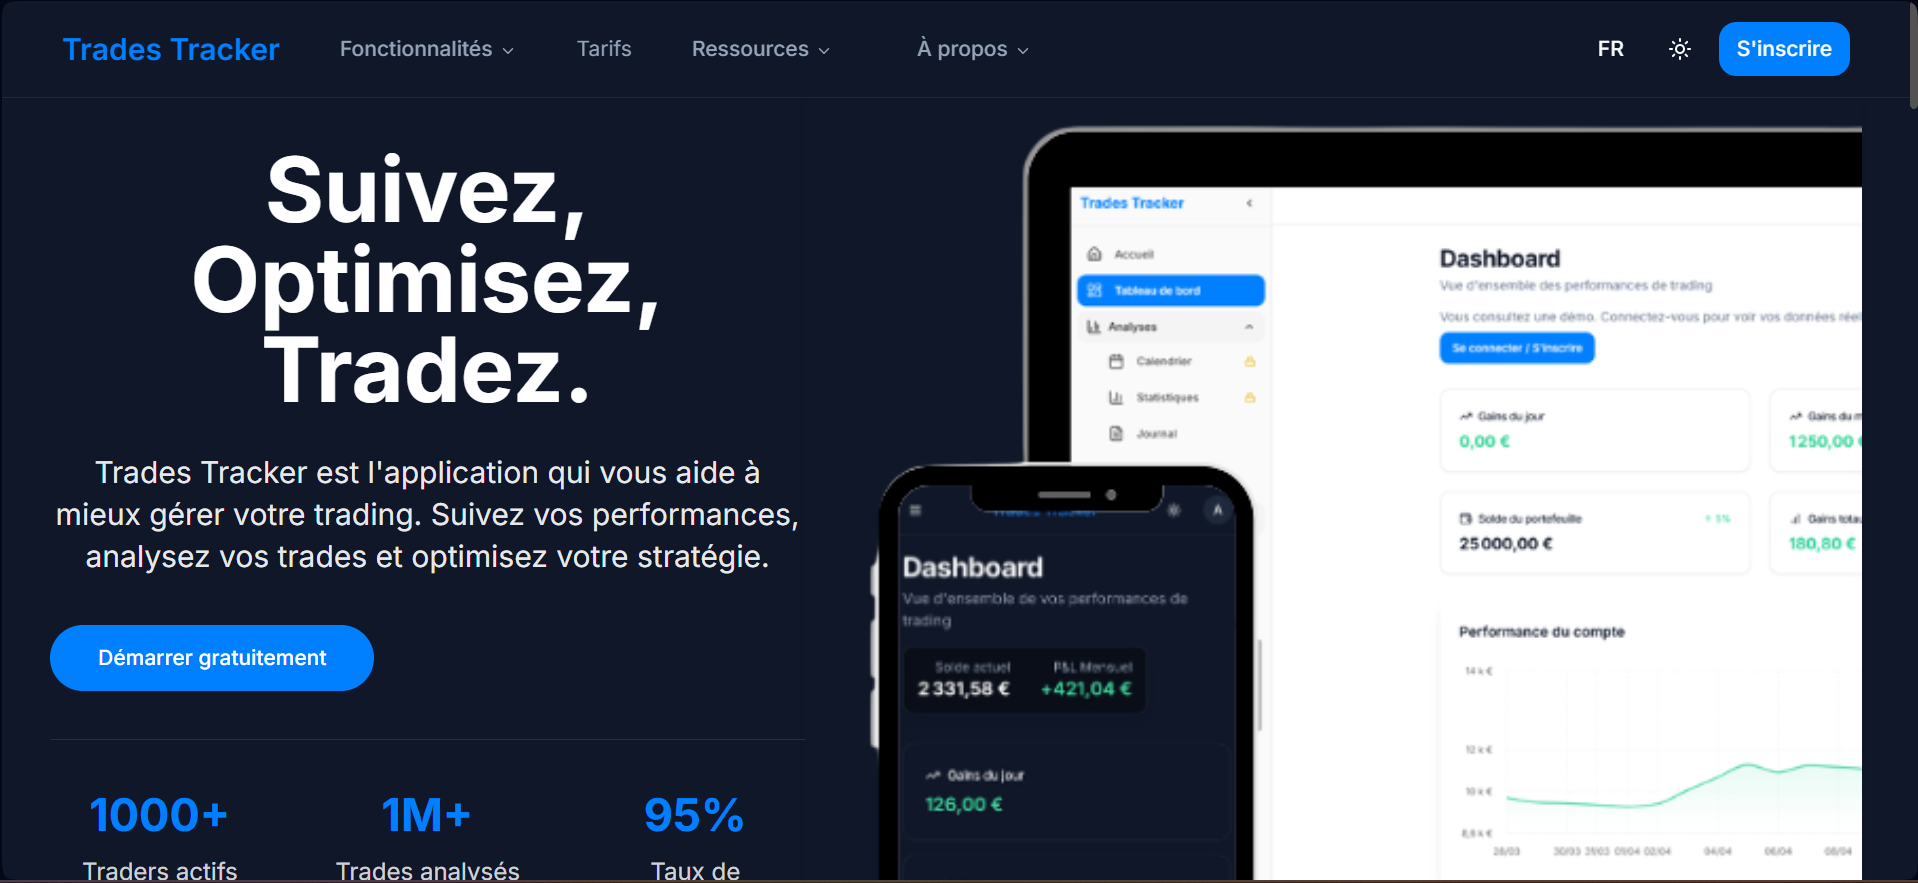 Trades Tracker
Fonctionnalités
Tarifs
Ressources
À propos
FR
S'inscrire
Suivez,
Optimisez,
Tradez.
Trades Tracker est l'application qui vous aide à
mieux gérer votre trading. Suivez vos performances,
analysez vos trades et optimisez votre stratégie.
Démarrer gratuitement
1000+
Traders actifs
1M+
Trades analysés
95%
Taux de
Trades Tracker
Accueil
Tableau de bord
Analyses
Calendrier
Statistiques
Journal
Dashboard
Vue d'ensemble des performances de trading
Vous consultez une démo. Connectez-vous pour voir vos données réel
Se connecter / S'inscrire
Gains du jour
0,00 €
Gains du m
1 250,00 €
Solde du portefeuille
+ 5%
25 000,00 €
Gains tota
180,80 €
Performance du compte
14 k €
12 k €
10 k €
8,6 k €
28/03
30/03
31/03
01/04
02/04
04/04
06/04
08/04
A
Dashboard
Vue d'ensemble de vos performances de
trading
Solde actuel
P&L Mensuel
2 331,58 €
+421,04 €
Gains du jour
126,00 €